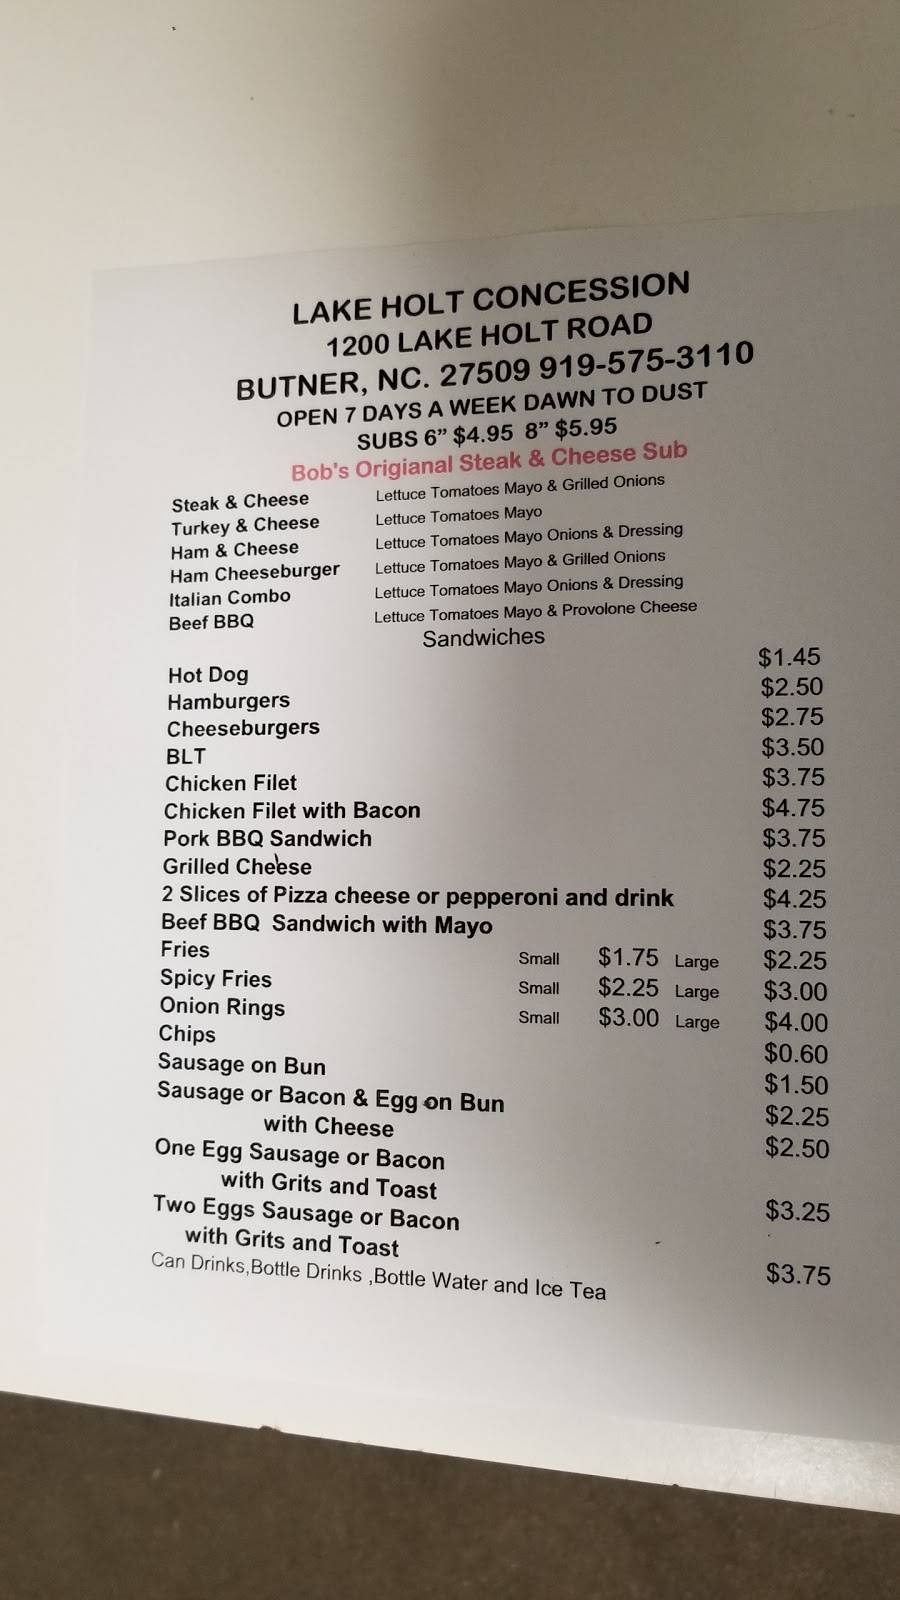 LAKE HOLT CONCESSION
1200 LAKE HOLT ROAD
BUTNER, NC. 27509 919-575-3110
OPEN 7 DAYS A WEEK DAWN TO DUST
SUBS 6” $4.95 8” $5.95
Bob's Origianal Steak & Cheese Sub
Steak & Cheese Lettuce Tomatoes Mayo & Grilled Onions
Turkey & Cheese Lettuce Tomatoes Mayo
Ham & Cheese Lettuce Tomatoes Mayo Onions & Dressing
Ham Cheeseburger Lettuce Tomatoes Mayo & Grilled Onions
Italian Combo Lettuce Tomatoes Mayo Onions & Dressing
Beef BBQ Lettuce Tomatoes Mayo & Provolone Cheese
Sandwiches
Hot Dog $1.45
Hamburgers $2.50
Cheeseburgers $2.75
BLT $3.50
Chicken Filet $3.75
Chicken Filet with Bacon $4.75
Pork BBQ Sandwich $3.75
Grilled Cheese $2.25
2 Slices of Pizza cheese or pepperoni and drink $4.25
Beef BBQ Sandwich with Mayo $3.75
Fries Small $1.75 Large $2.25
Spicy Fries Small $2.25 Large $3.00
Onion Rings Small $3.00 Large $4.00
Chips $0.60
Sausage on Bun $1.50
Sausage or Bacon & Egg on Bun $2.25
with Cheese $2.50
One Egg Sausage or Bacon
with Grits and Toast $3.25
Two Eggs Sausage or Bacon
with Grits and Toast $3.75
Can Drinks,Bottle Drinks ,Bottle Water and Ice Tea